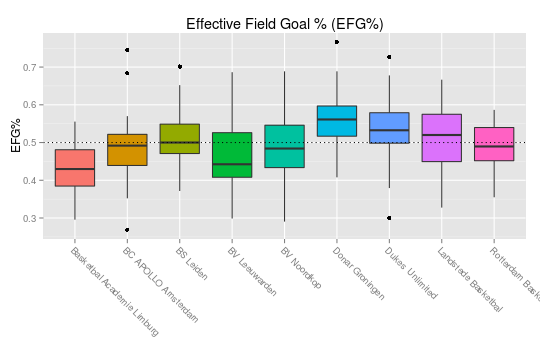 Effective Field Goal % (EFG%)
EFG%
0.7
0.6
0.5
0.4
0.3
Basketbal Academie Limburg
BC APOLLO Amsterdam
BS Leiden
BV Leeuwarden
BV Noordkop
Donar Groningen
Dukes Unlimited
Landstede Basketbal
Rotterdam Bask